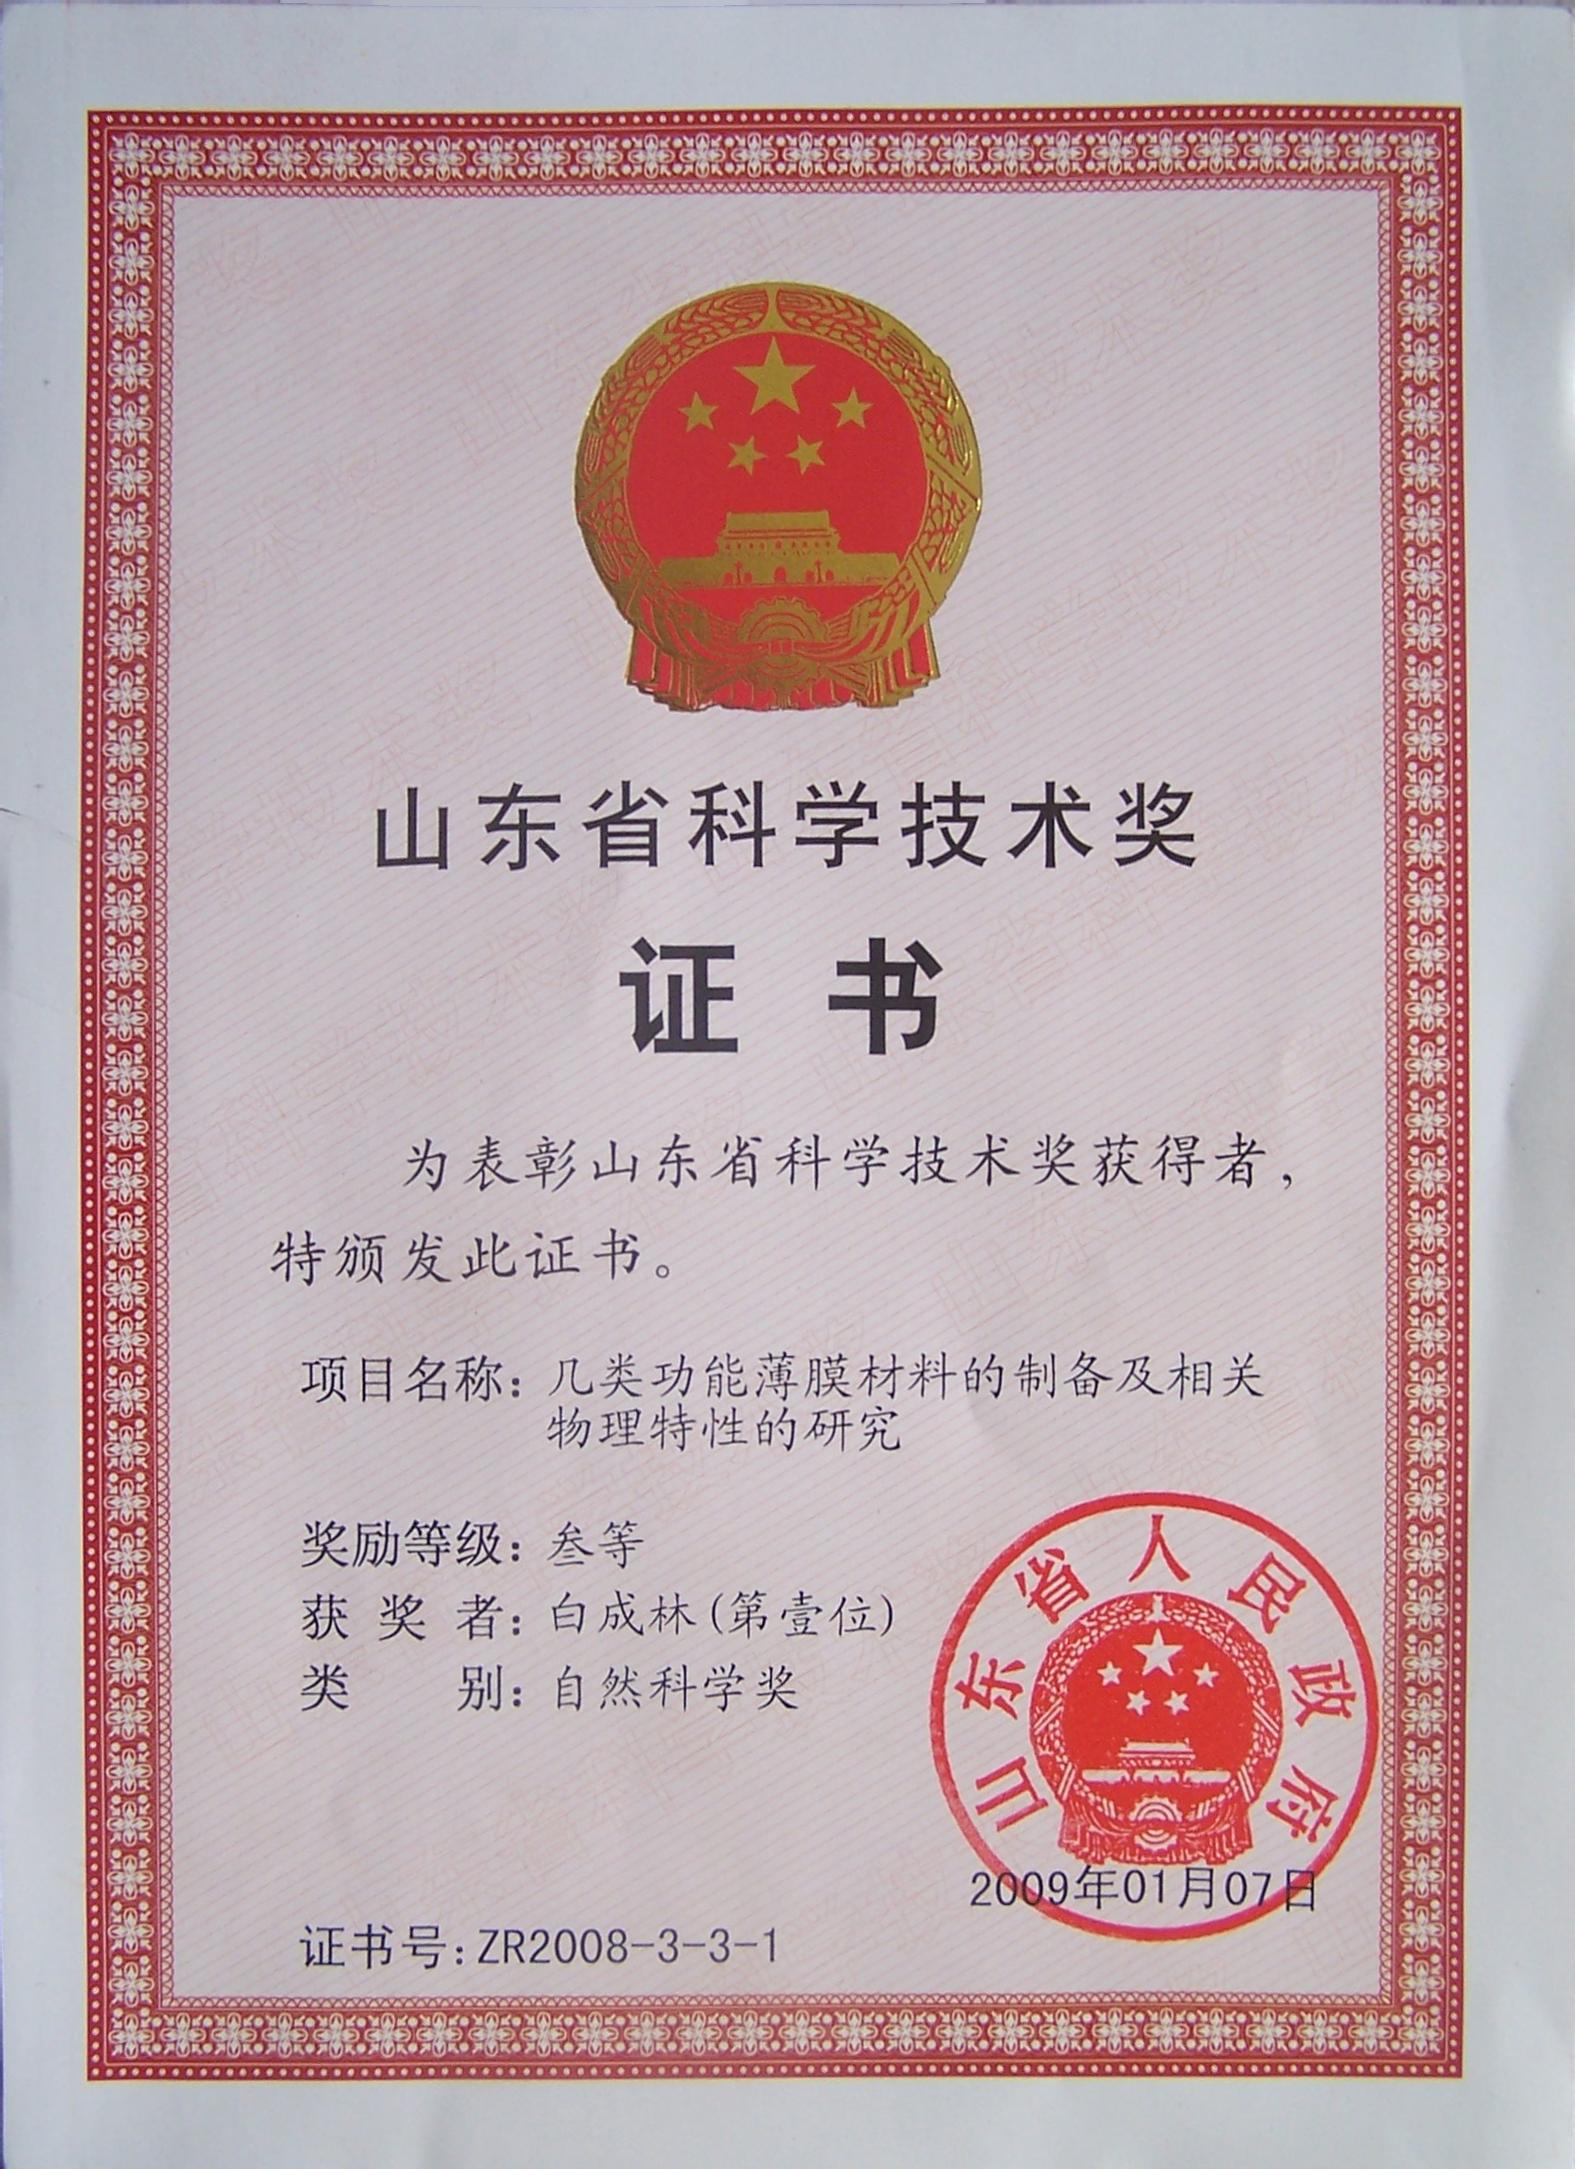 山东省科学技术奖
证书
为表彰山东省科学技术奖获得者，
特颁发此证书。
项目名称：几类功能薄膜材料的制备及相关
物理特性的研究
奖励等级：叁等
获奖者：白成林(第壹位)
类别：自然科学奖
山东省人民政府
2009年01月07日
证书号：ZR2008-3-3-1